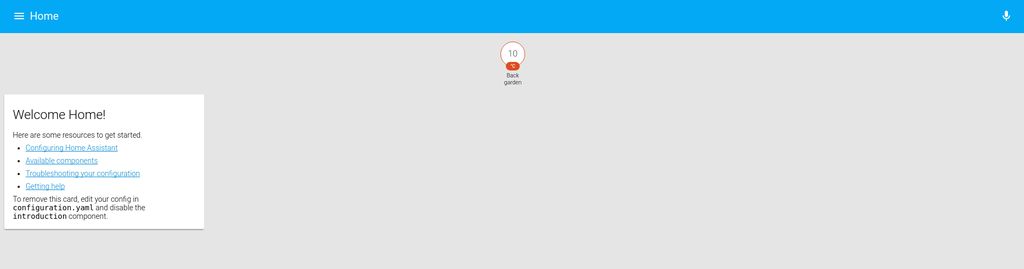 Home
10
°C
Back
garden
Welcome Home!
Here are some resources to get started.
Configuring Home Assistant
Available components
Troubleshooting your configuration
Getting help
To remove this card, edit your config in
configuration.yaml and disable the
introduction component.